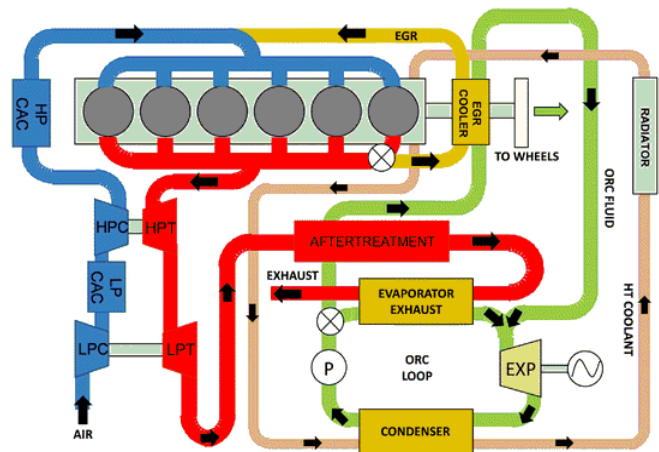 EGR
HP
CAC
EGR
COOLER
TO WHEELS
RADIATOR
ORC FLUID
HPC
HPT
AFTERTREATMENT
LP
CAC
EXHAUST
EVAPORATOR
EXHAUST
HT COOLANT
LPC
LPT
P
ORC
LOOP
EXP
CONDENSER
AIR